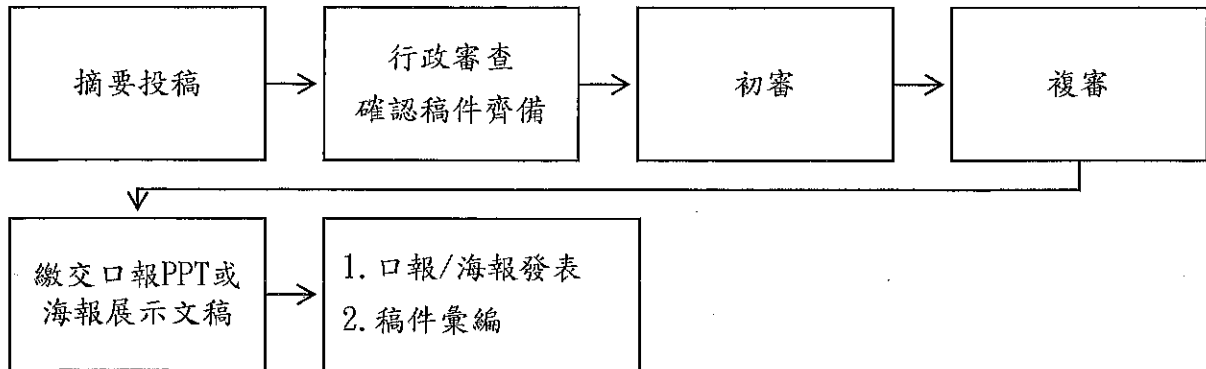 摘要投稿
行政審查
確認稿件齊備
初審
複審
繳交口報PPT或
海報展示文稿
1. 口報/海報發表
2. 稿件彙編